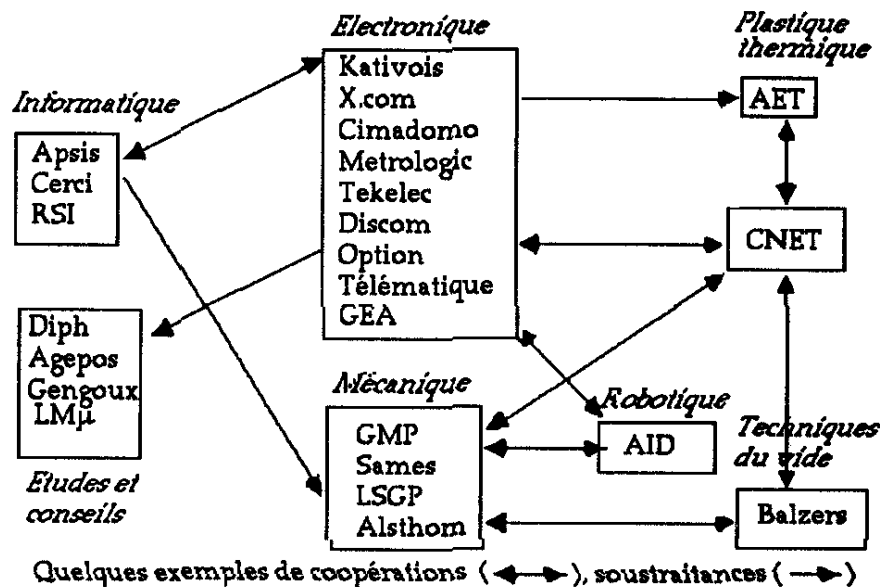 Electronique
Kativois
X.com
Cimadomo
Metrologic
Tekelec
Discom
Option
Télématique
GEA
Plastique
thermique
AET
Informatique
Apsis
Cerci
RSI
CNET
Diph
Agepos
Gengoux
LMµ
Etudes et
conseils
Mécanique
GMP
Sames
LSGP
Alsthom
Robotique
AID
Techniques
du vide
Balzers
Quelques exemples de coopérations (◄─►), soustraitances (─►)